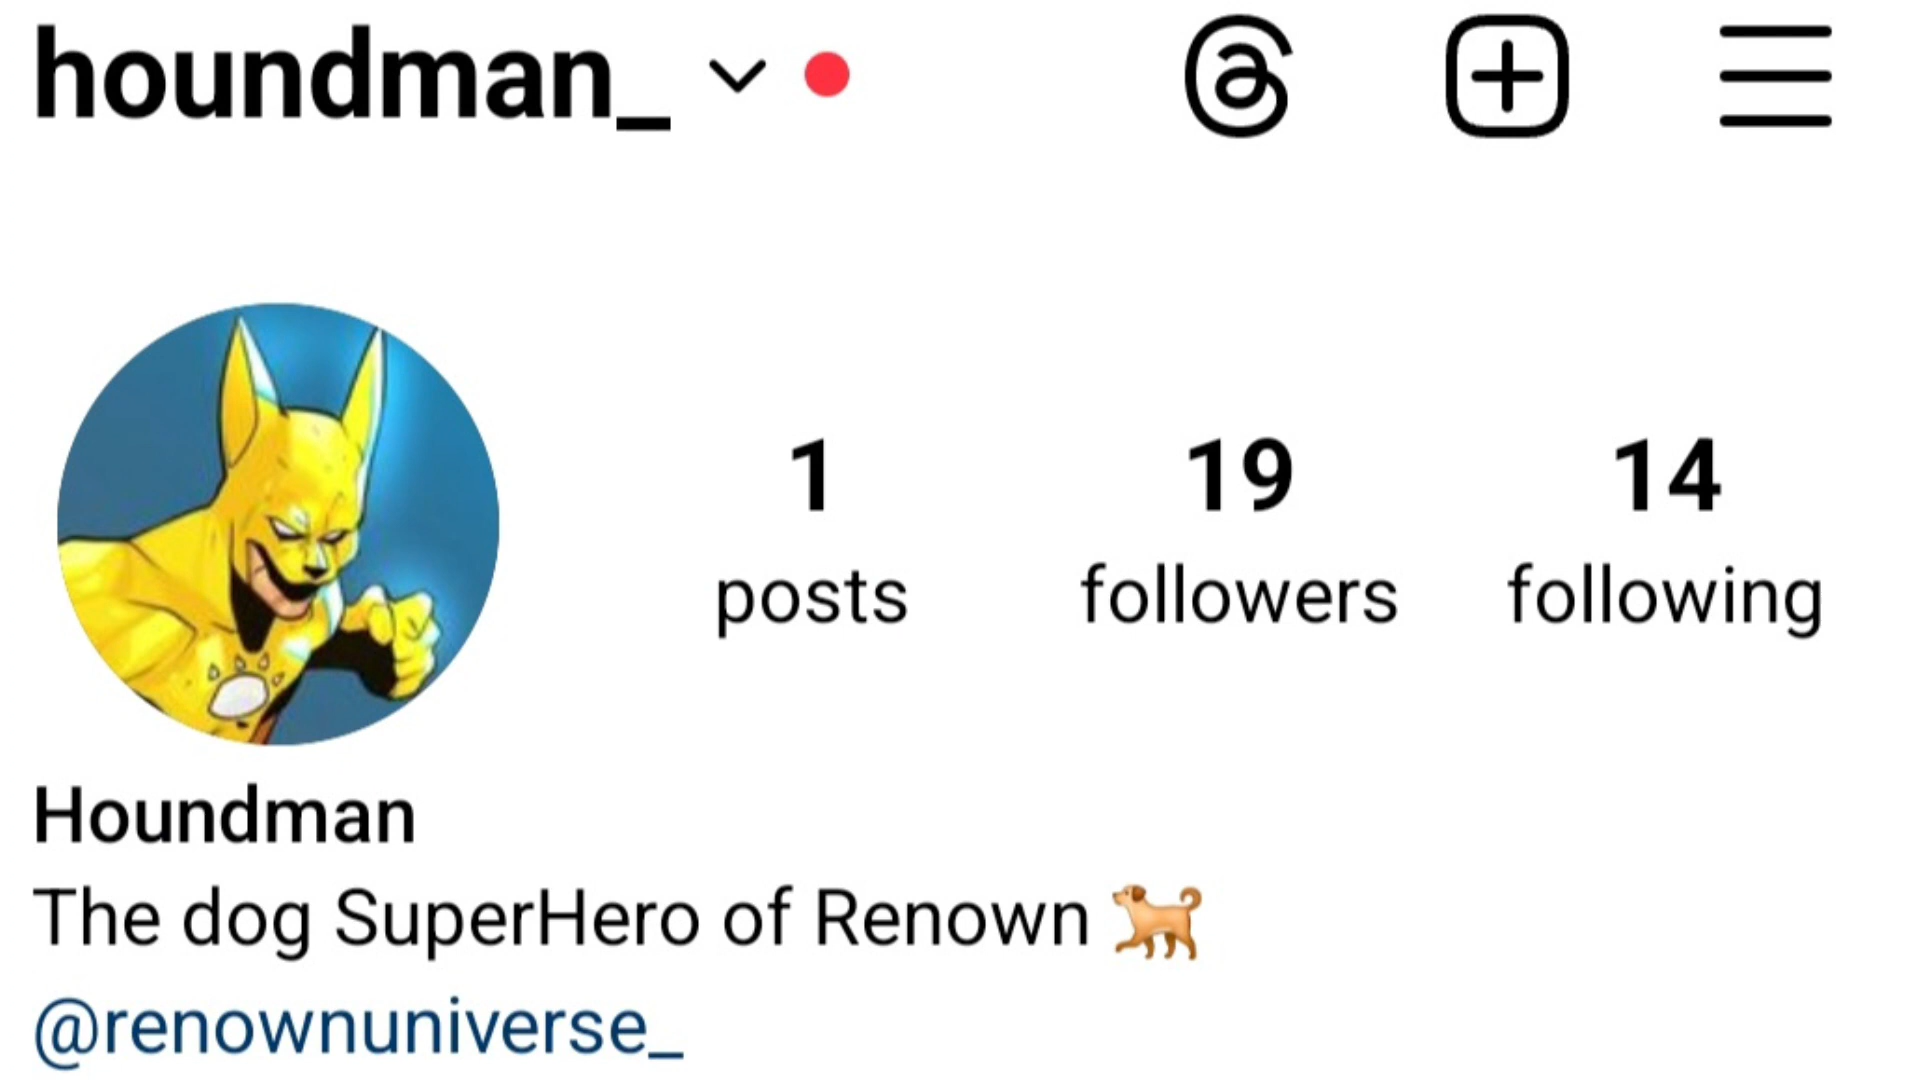 houndman_
1 19 14
posts followers following
Houndman
The dog SuperHero of Renown 🐕
@renownuniverse_